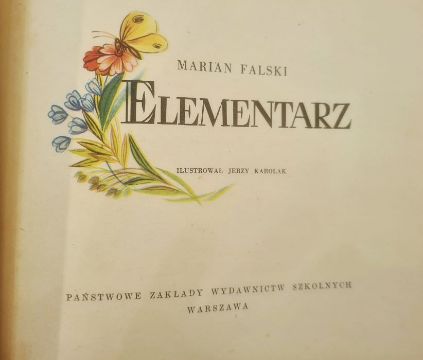 MARIAN FALSKI
ELEMENTARZ
ILUSTROWAŁ JERZY KAROLAK
PAŃSTWOWE ZAKŁADY WYDAWNICTW SZKOLNYCH
WARSZAWA